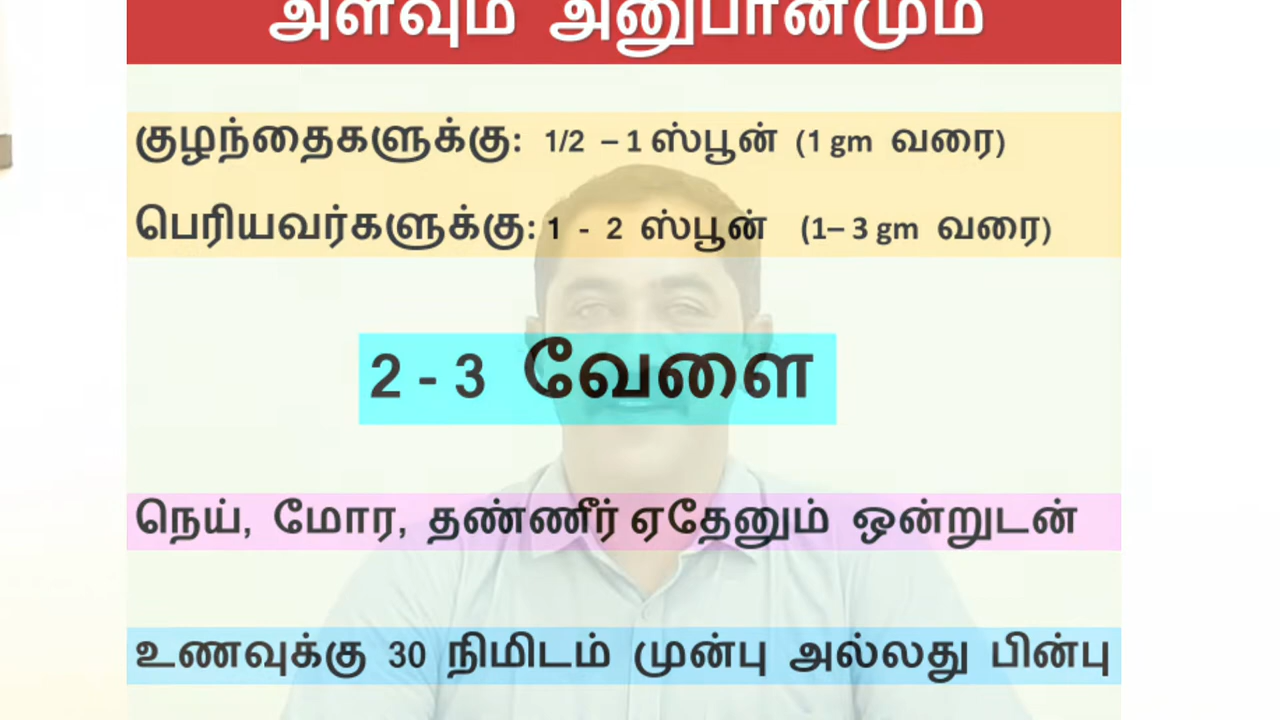 அளவும் அனுபானமும்
குழந்தைகளுக்கு: 1/2 – 1 ஸ்பூன் (1 gm வரை)
பெரியவர்களுக்கு: 1 - 2 ஸ்பூன் (1– 3 gm வரை)
2 - 3 வேளை
நெய், மோர, தண்ணீர் ஏதேனும் ஒன்றுடன்
உணவுக்கு 30 நிமிடம் முன்பு அல்லது பின்பு